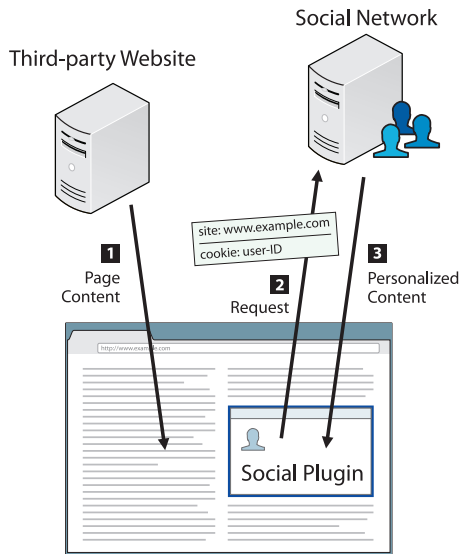 Social Network
Third-party Website
site: www.example.com
cookie: user-ID
1
Page
Content
2
Request
3
Personalized
Content
http://www.example.com
Social Plugin